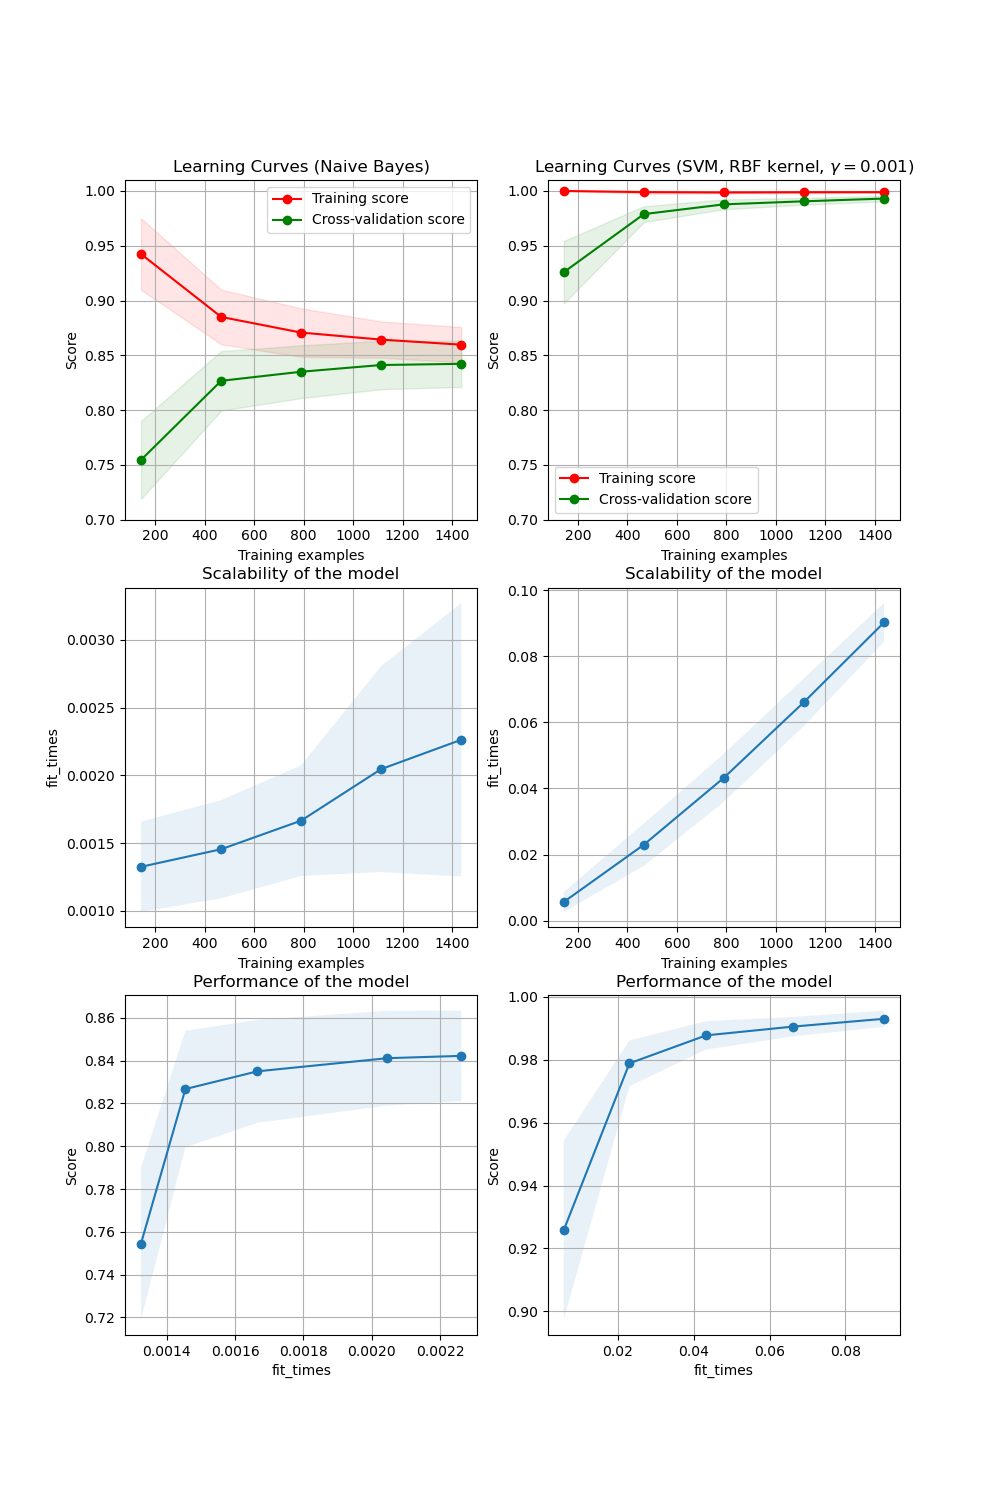 Learning Curves (Naive Bayes)
1.00
0.95
0.90
0.85
0.80
0.75
0.70
Score
Training score
Cross-validation score
200 400 600 800 1000 1200 1400
Training examples
Learning Curves (SVM, RBF kernel, γ = 0.001)
1.00
0.95
0.90
0.85
0.80
0.75
0.70
Score
Training score
Cross-validation score
200 400 600 800 1000 1200 1400
Training examples
Scalability of the model
0.0030
0.0025
0.0020
0.0015
0.0010
fit_times
200 400 600 800 1000 1200 1400
Training examples
Scalability of the model
0.10
0.08
0.06
0.04
0.02
0.00
fit_times
200 400 600 800 1000 1200 1400
Training examples
Performance of the model
0.86
0.84
0.82
0.80
0.78
0.76
0.74
0.72
Score
0.0014 0.0016 0.0018 0.0020 0.0022
fit_times
Performance of the model
1.00
0.98
0.96
0.94
0.92
0.90
Score
0.02 0.04 0.06 0.08
fit_times